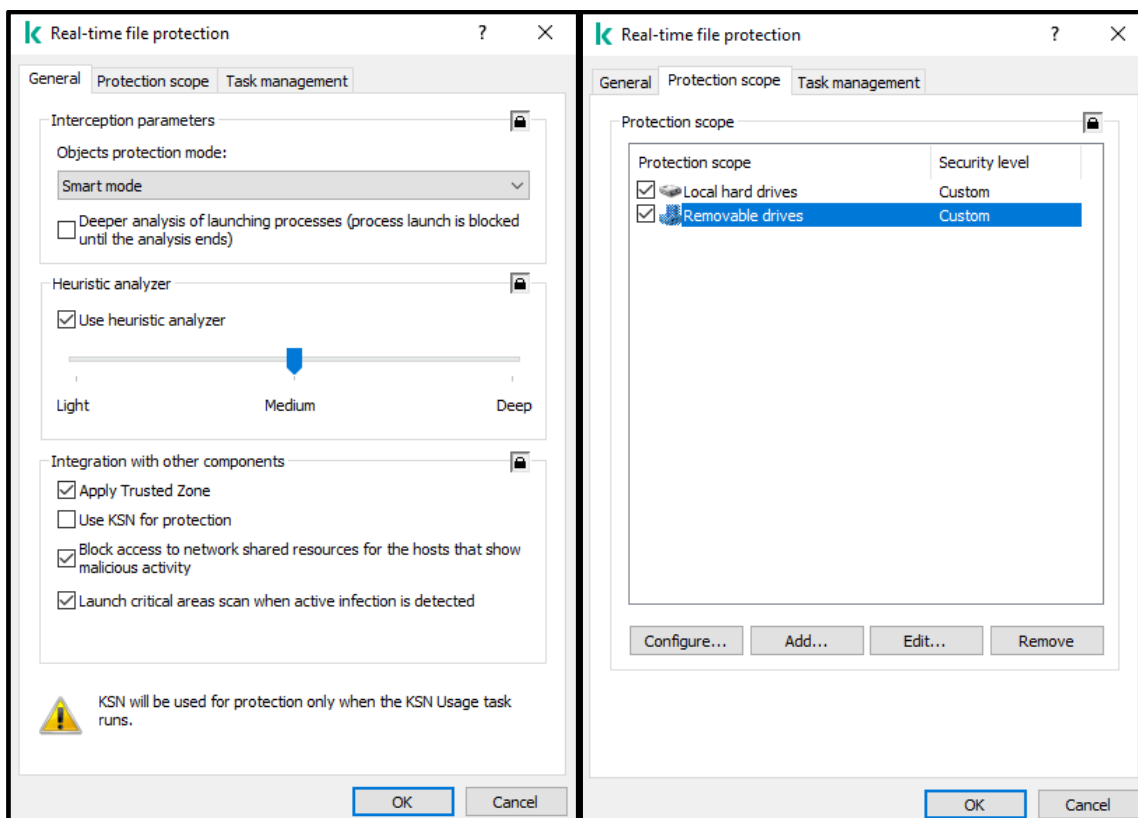 Real-time file protection
General Protection scope Task management
Interception parameters
Objects protection mode:
Smart mode
Deeper analysis of launching processes (process launch is blocked
until the analysis ends)
Heuristic analyzer
Use heuristic analyzer
Light Medium Deep
Integration with other components
Apply Trusted Zone
Use KSN for protection
Block access to network shared resources for the hosts that show
malicious activity
Launch critical areas scan when active infection is detected
KSN will be used for protection only when the KSN Usage task
runs.
OK Cancel
Real-time file protection
General Protection scope Task management
Protection scope
Protection scope Security level
Local hard drives Custom
Removable drives Custom
Configure... Add... Edit... Remove
OK Cancel